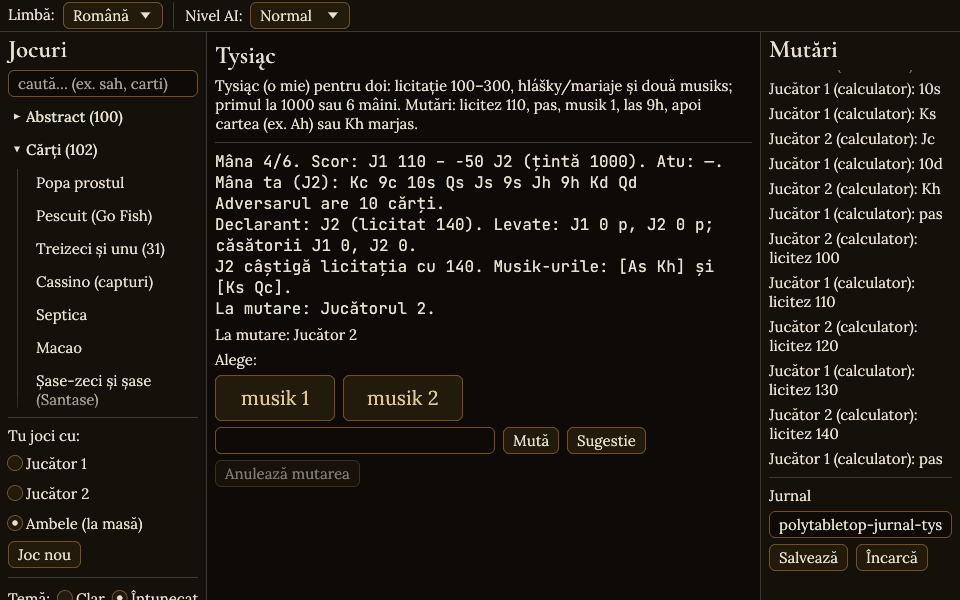 Limbă:
Română
Nivel AI:
Normal
Jocuri
caută... (ex. sah, carti)
Abstract (100)
Cărți (102)
Popa prostul
Pescuit (Go Fish)
Treizeci și unu (31)
Cassino (capturi)
Septica
Macao
Șase-zeci și șase
(Santase)
Tu joci cu:
Jucător 1
Jucător 2
Ambele (la masă)
Joc nou
Temă:
Clar
Întunecat
Tysiąc
Tysiąc (o mie) pentru doi: licitație 100–300, hlášky/mariaje și două musiks;
primul la 1000 sau 6 mâini. Mutări: licitez 110, pas, musik 1, las 9h, apoi
cartea (ex. Ah) sau Kh marjas.
Mâna 4/6. Scor: J1 110 – -50 J2 (țintă 1000). Atu: —.
Mâna ta (J2): Kc 9c 10s Qs Js 9s Jh 9h Kd Qd
Adversarul are 10 cărți.
Declarant: J2 (licitat 140). Levate: J1 0 p, J2 0 p;
căsătorii J1 0, J2 0.
J2 câștigă licitația cu 140. Musik-urile: [As Kh] și
[Ks Qc].
La mutare: Jucătorul 2.
La mutare: Jucător 2
Alege:
musik 1
musik 2
Mută
Sugestie
Anulează mutarea
Mutări
Jucător 1 (calculator): 10s
Jucător 1 (calculator): Ks
Jucător 2 (calculator): Jc
Jucător 1 (calculator): 10d
Jucător 2 (calculator): Kh
Jucător 1 (calculator): pas
Jucător 2 (calculator):
licitez 100
Jucător 1 (calculator):
licitez 110
Jucător 2 (calculator):
licitez 120
Jucător 1 (calculator):
licitez 130
Jucător 2 (calculator):
licitez 140
Jucător 1 (calculator): pas
Jurnal
polytabletop-jurnal-tys
Salvează
Încarcă